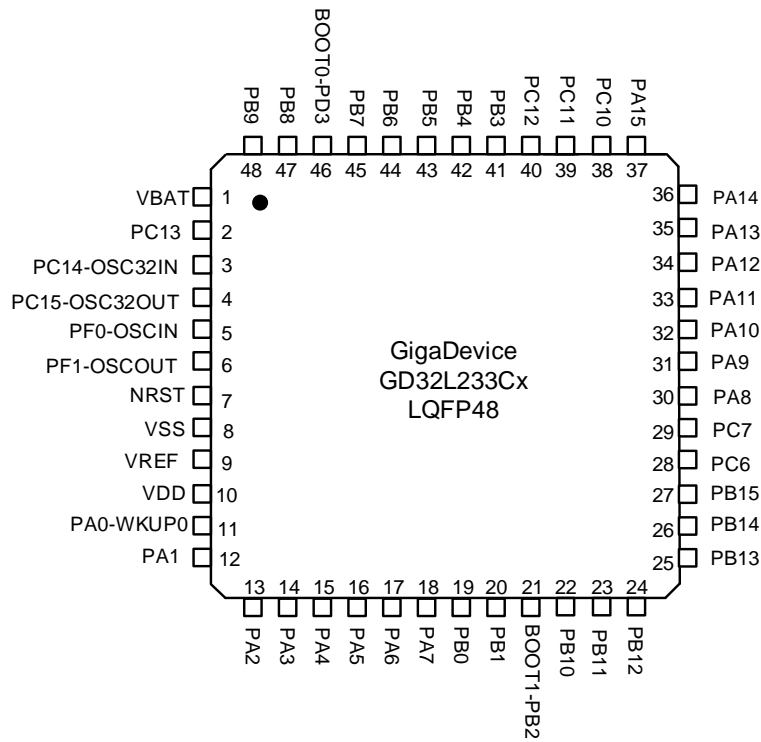 PB9
PB8
BOOT0-PD3
PB7
PB6
PB5
PB4
PB3
PC12
PC11
PC10
PA15
48
47
46
45
44
43
42
41
40
39
38
37
VBAT 1
PC13 2
PC14-OSC32IN 3
PC15-OSC32OUT 4
PF0-OSCIN 5
PF1-OSCOUT 6
NRST 7
VSS 8
VREF 9
VDD 10
PA0-WKUP0 11
PA1 12
GigaDevice
GD32L233Cx
LQFP48
36 PA14
35 PA13
34 PA12
33 PA11
32 PA10
31 PA9
30 PA8
29 PC7
28 PC6
27 PB15
26 PB14
25 PB13
13
14
15
16
17
18
19
20
21
22
23
24
PA2
PA3
PA4
PA5
PA6
PA7
PB0
PB1
BOOT1-PB2
PB10
PB11
PB12